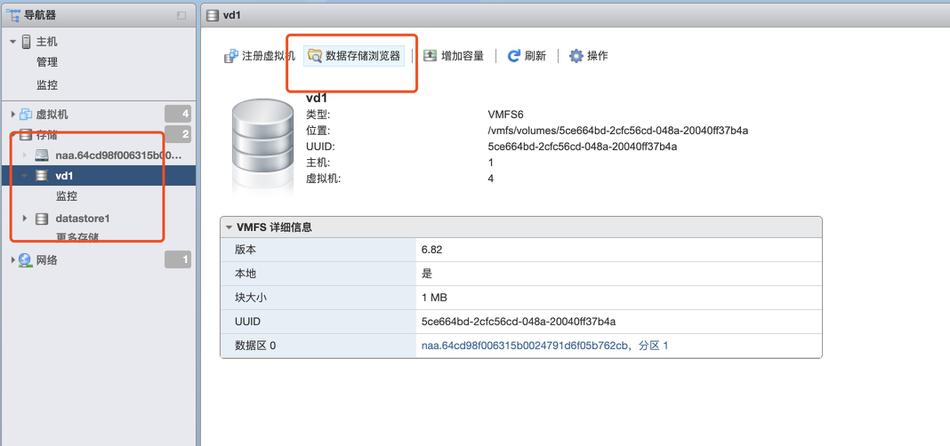 导航器
主机
管理
监控
虚拟机
4
存储
2
naa.64cd98f006315b00...
vd1
监控
datastore1
更多存储
网络
1
vd1
注册虚拟机
数据存储浏览器
增加容量
刷新
操作
vd1
类型: VMFS6
位置: /vmfs/volumes/5ce664bd-2cfc56cd-048a-20040ff37b4a
UUID: 5ce664bd-2cfc56cd-048a-20040ff37b4a
主机: 1
虚拟机: 4
VMFS 详细信息
版本 6.82
本地 是
块大小 1 MB
UUID 5ce664bd-2cfc56cd-048a-20040ff37b4a
数据区 0 naa.64cd98f006315b0024791d6f05b762cb，分区 1